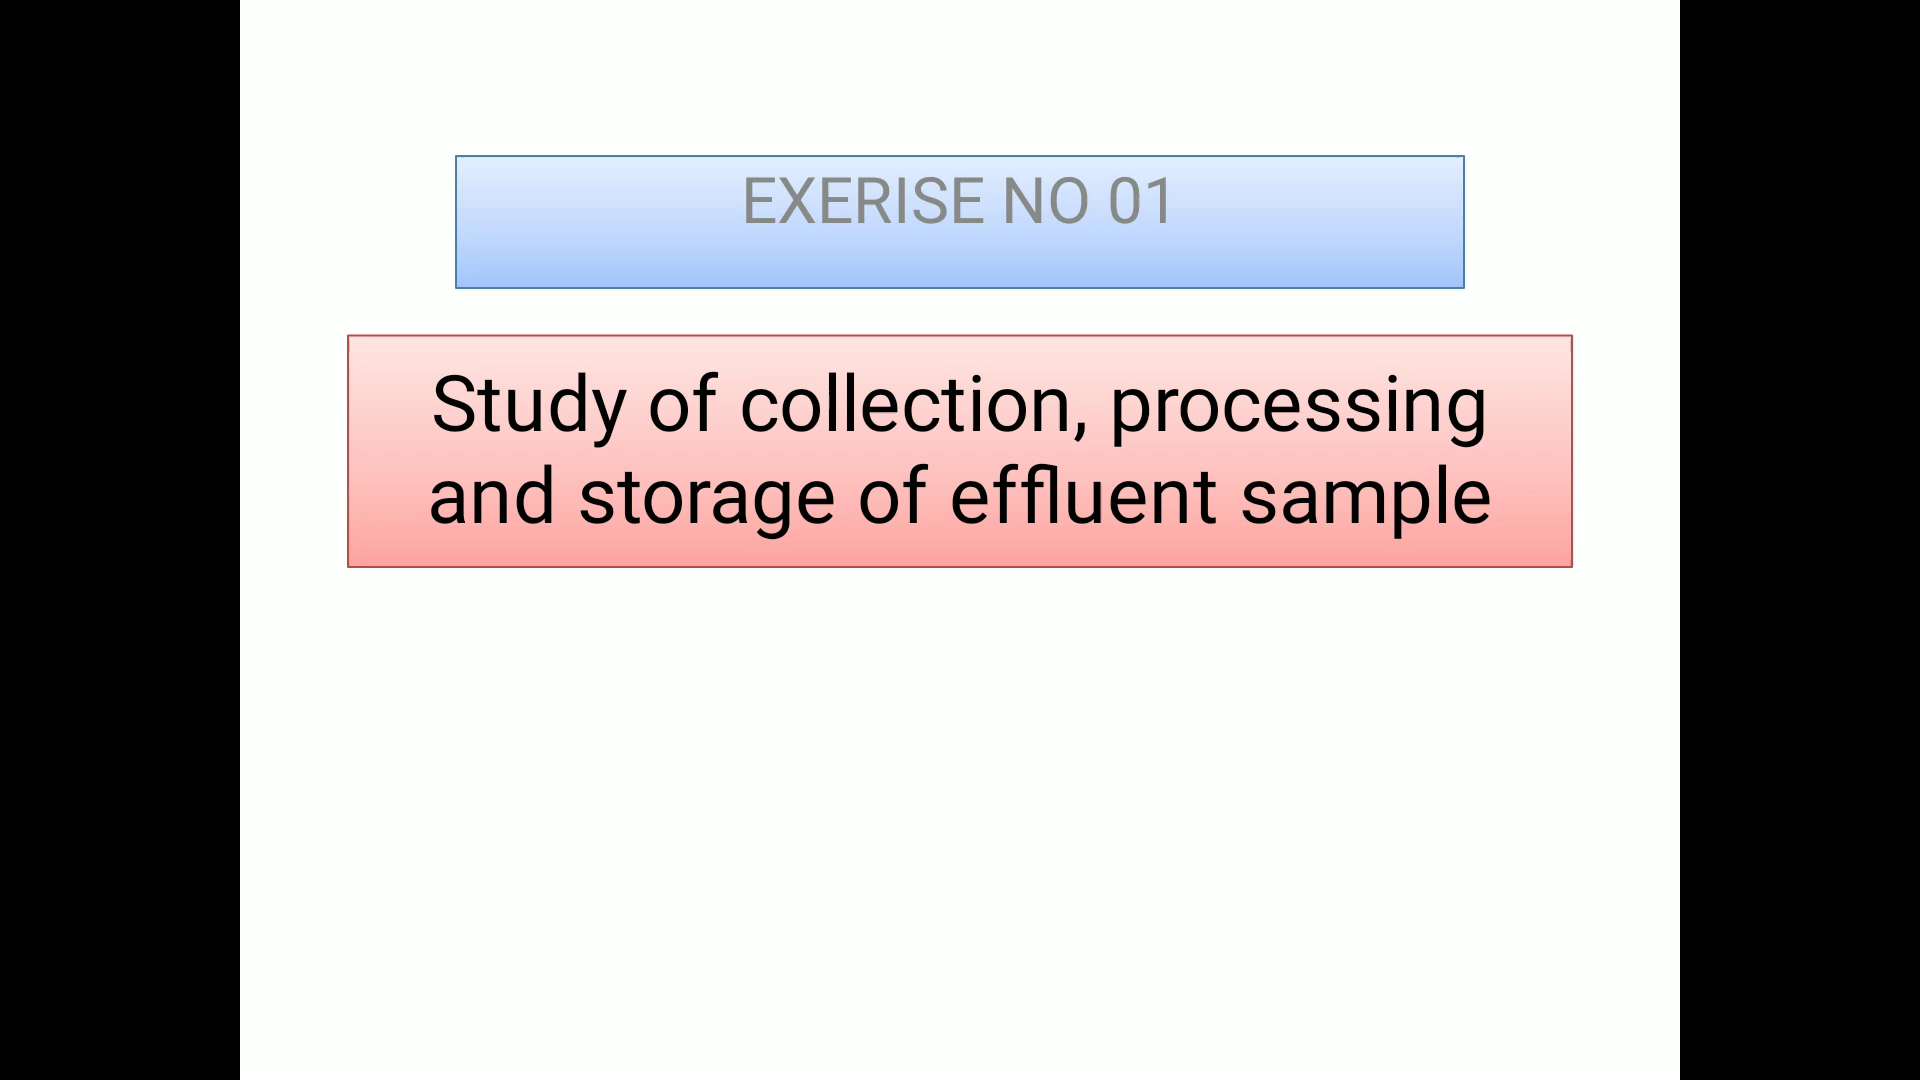 EXERISE NO 01
Study of collection, processing
and storage of effluent sample